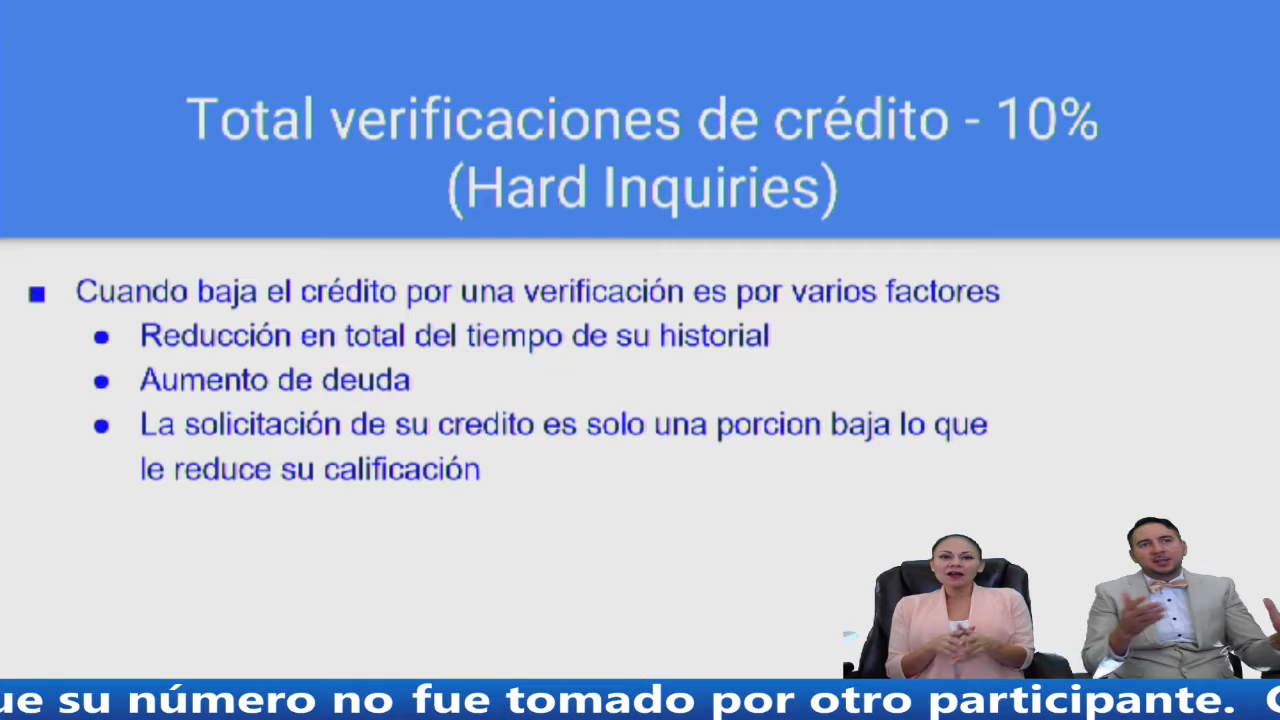 Total verificaciones de crédito - 10%
(Hard Inquiries)
Cuando baja el crédito por una verificación es por varios factores
Reducción en total del tiempo de su historial
Aumento de deuda
La solicitación de su credito es solo una porcion baja lo que
le reduce su calificación
ue su número no fue tomado por otro participante.